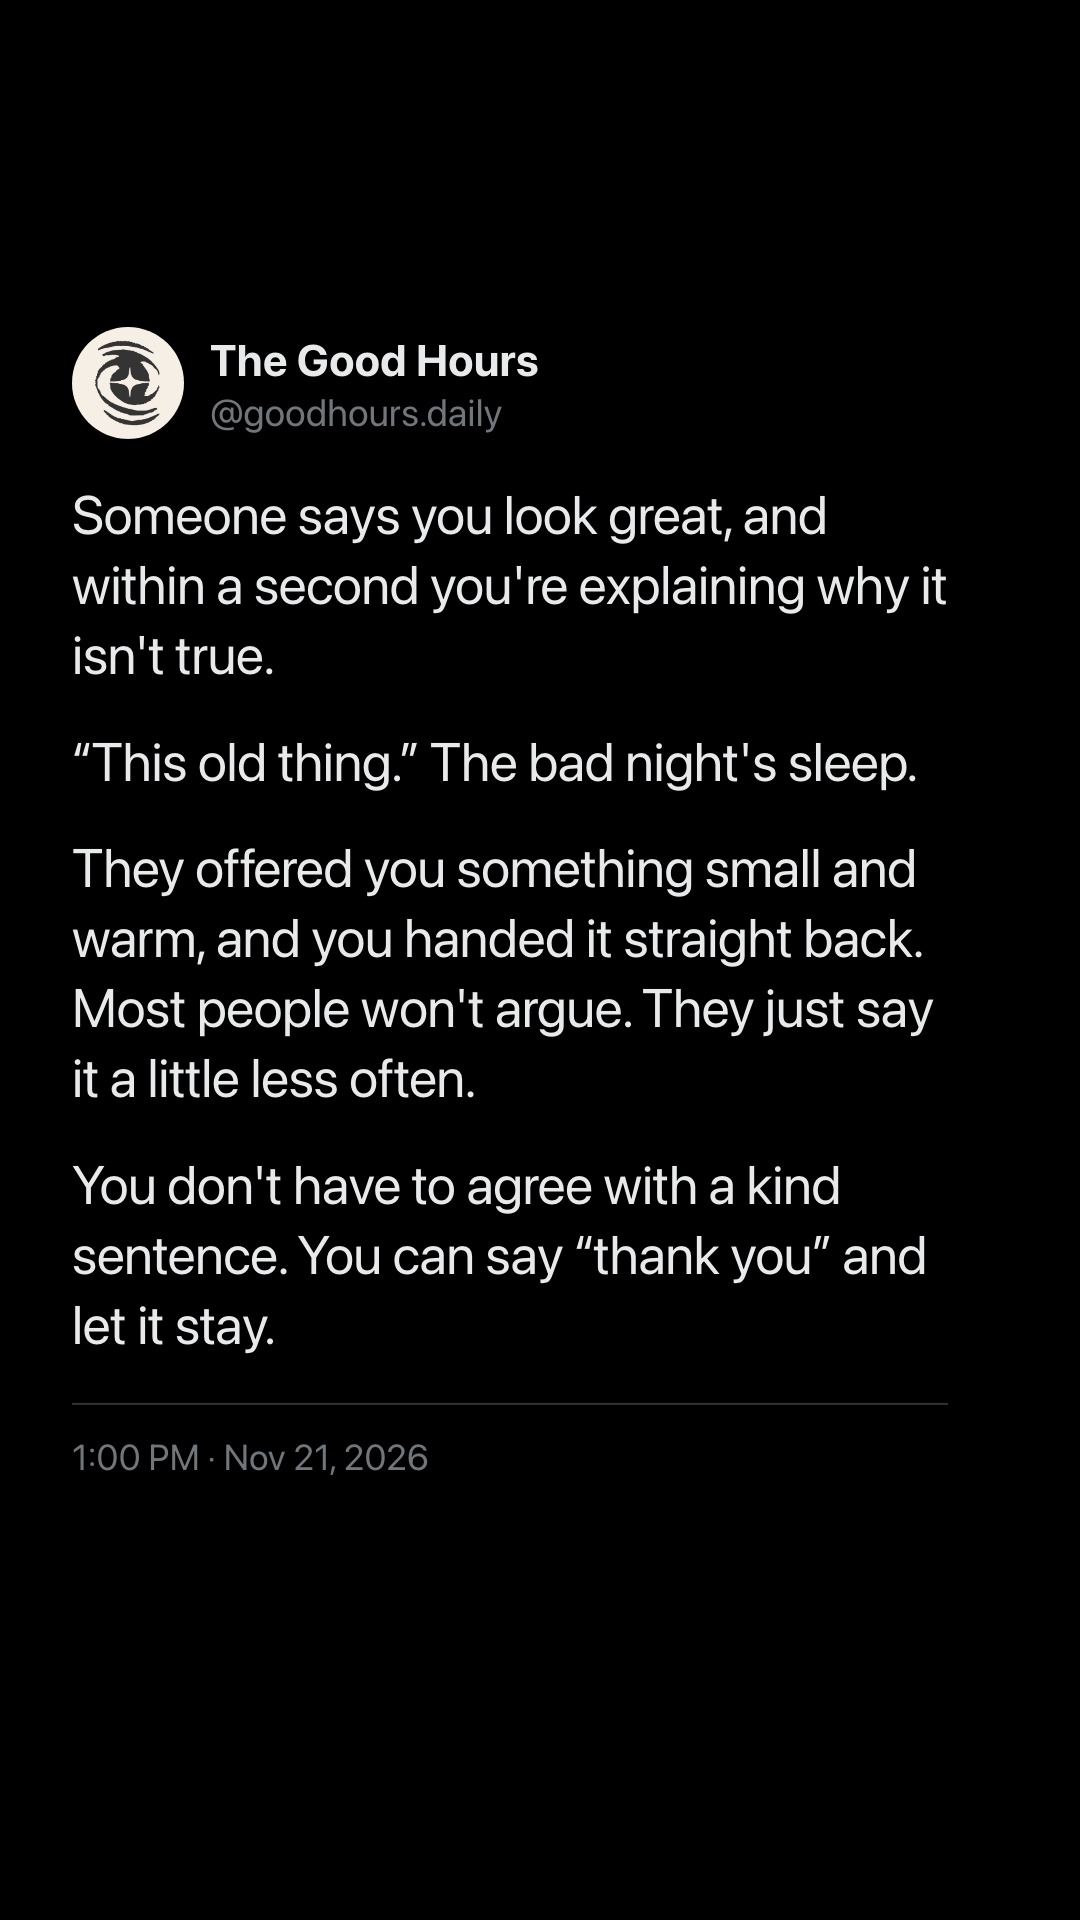 The Good Hours
@goodhours.daily
Someone says you look great, and
within a second you're explaining why it
isn't true.
“This old thing.” The bad night's sleep.
They offered you something small and
warm, and you handed it straight back.
Most people won't argue. They just say
it a little less often.
You don't have to agree with a kind
sentence. You can say “thank you” and
let it stay.
1:00 PM · Nov 21, 2026